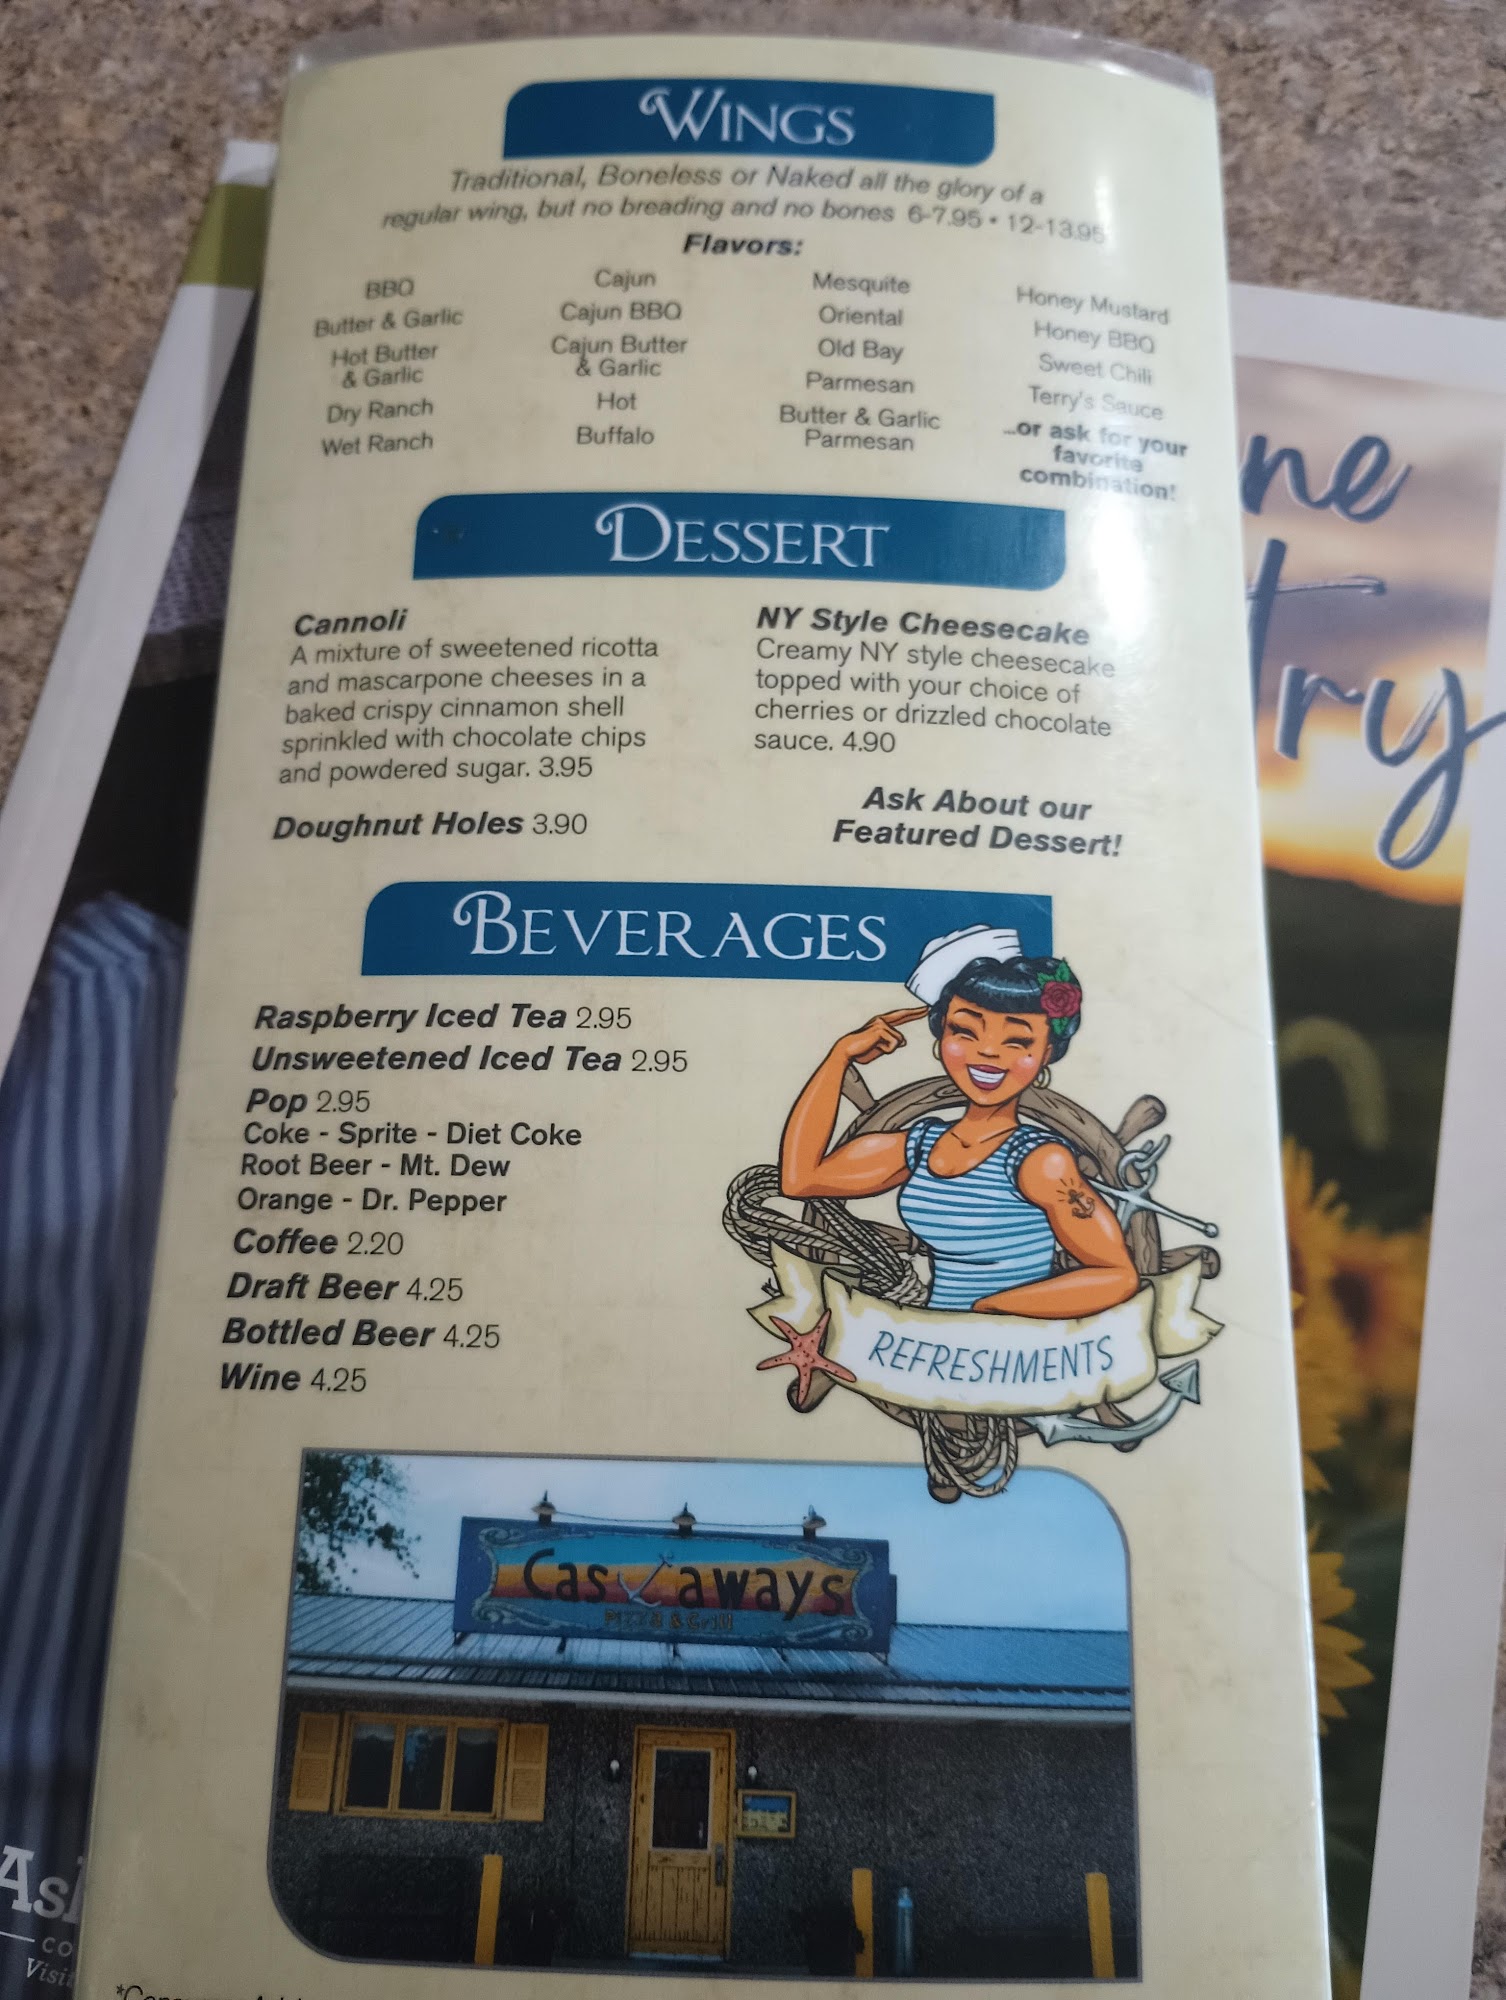 WINGS
Traditional, Boneless or Naked all the glory of a
regular wing, but no breading and no bones 6-7.95 • 12-13.95
Flavors:
BBQ
Butter & Garlic
Hot Butter
& Garlic
Dry Ranch
Wet Ranch
Cajun
Cajun BBQ
Cajun Butter
& Garlic
Hot
Buffalo
Mesquite
Oriental
Old Bay
Parmesan
Butter & Garlic
Parmesan
Honey Mustard
Honey BBQ
Sweet Chili
Terry's Sauce
...or ask for your
favorite
combination!
DESSERT
Cannoli
A mixture of sweetened ricotta
and mascarpone cheeses in a
baked crispy cinnamon shell
sprinkled with chocolate chips
and powdered sugar. 3.95
Doughnut Holes 3.90
NY Style Cheesecake
Creamy NY style cheesecake
topped with your choice of
cherries or drizzled chocolate
sauce. 4.90
Ask About our
Featured Dessert!
BEVERAGES
Raspberry Iced Tea 2.95
Unsweetened Iced Tea 2.95
Pop 2.95
Coke - Sprite - Diet Coke
Root Beer - Mt. Dew
Orange - Dr. Pepper
Coffee 2.20
Draft Beer 4.25
Bottled Beer 4.25
Wine 4.25
REFRESHMENTS
Castaways
Pizza & Grill
ne
try
Visit